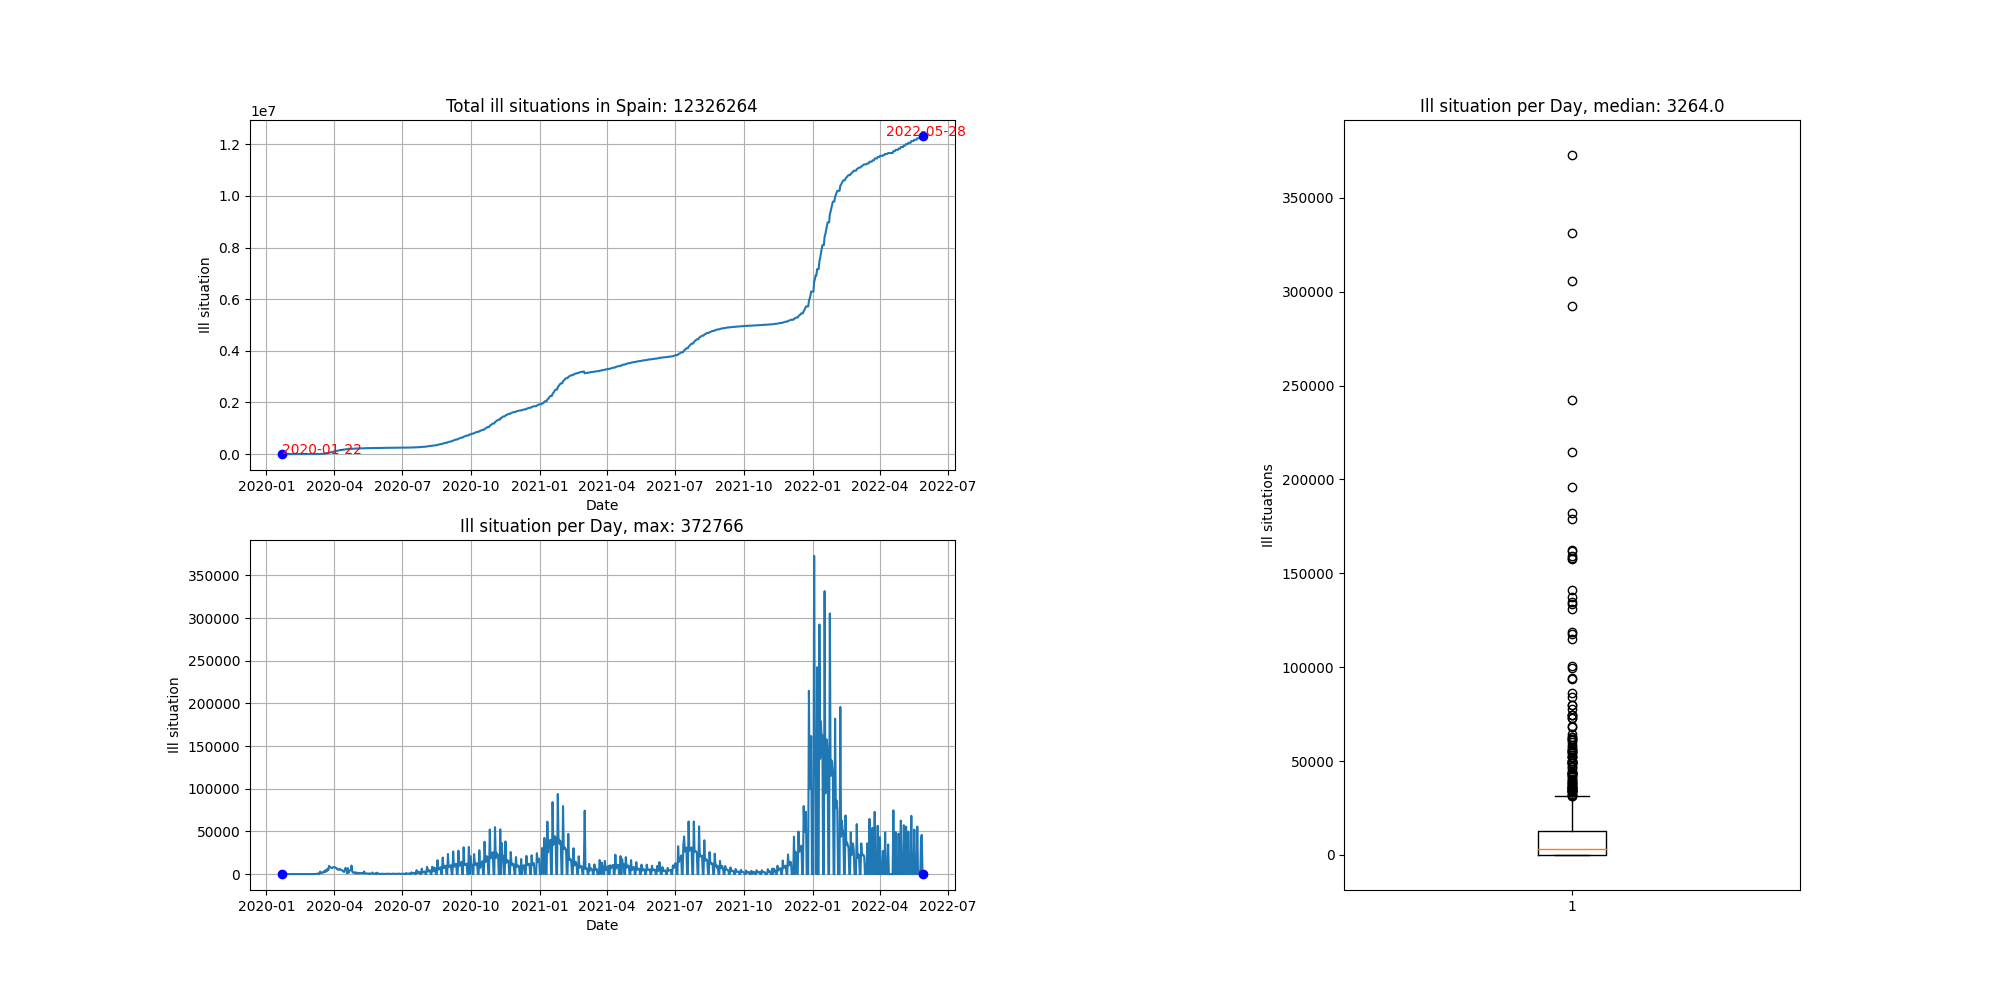 Total ill situations in Spain: 12326264
1e7
1.2
1.0
0.8
0.6
0.4
0.2
0.0
Ill situation
2022-05-28
2020-01-22
2020-01 2020-04 2020-07 2020-10 2021-01 2021-04 2021-07 2021-10 2022-01 2022-04 2022-07
Date
Ill situation per Day, max: 372766
350000
300000
250000
200000
150000
100000
50000
0
Ill situation
2020-01 2020-04 2020-07 2020-10 2021-01 2021-04 2021-07 2021-10 2022-01 2022-04 2022-07
Date
Ill situation per Day, median: 3264.0
350000
300000
250000
200000
150000
100000
50000
0
Ill situations
1